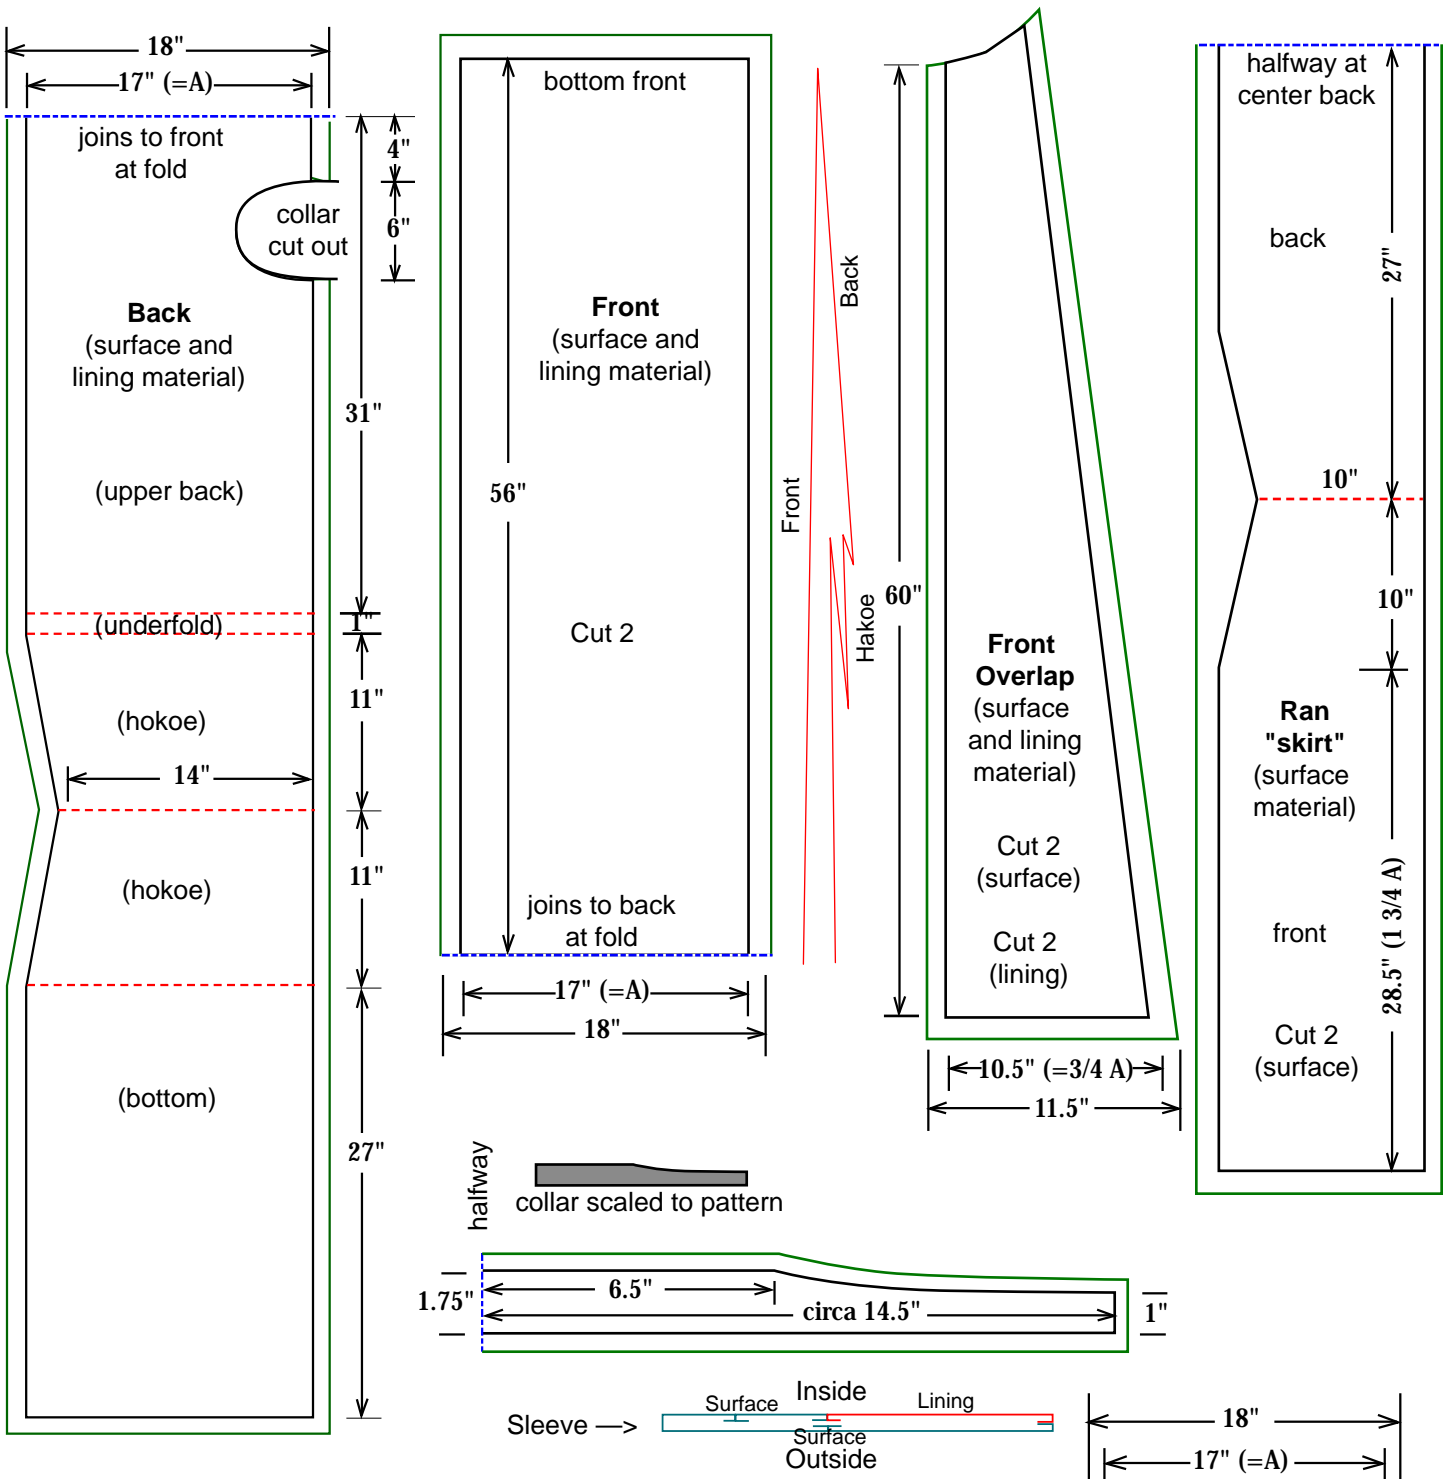 18"
17" (=A)
joins to front
at fold
4"
collar
cut out
6"
Back
(surface and
lining material)
31"
(upper back)
(underfold)
1"
11"
(hokoe)
14"
11"
(hokoe)
(bottom)
27"
bottom front
Front
(surface and
lining material)
56"
Cut 2
joins to back
at fold
17" (=A)
18"
Back
Front
Hakoe
60"
Front
Overlap
(surface
and lining
material)
Cut 2
(surface)
Cut 2
(lining)
10.5" (=3/4 A)
11.5"
halfway at
center back
back
27"
10"
10"
Ran
"skirt"
(surface
material)
28.5" (1 3/4 A)
front
Cut 2
(surface)
halfway
collar scaled to pattern
1.75"
6.5"
circa 14.5"
1"
Inside
Surface
Lining
Sleeve —>
Surface
Outside
18"
17" (=A)